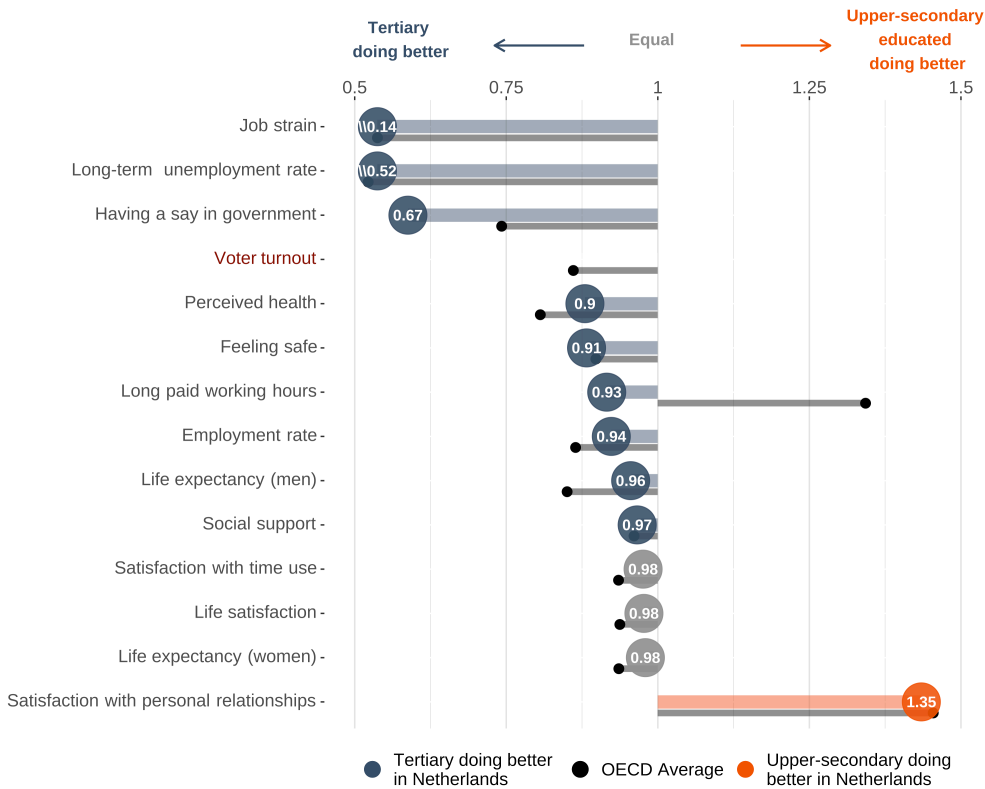 Tertiary
doing better
Equal
Upper-secondary
educated
doing better
0.5 0.75 1 1.25 1.5
Job strain - \\0.14
Long-term unemployment rate - \\0.52
Having a say in government - 0.67
Voter turnout -
Perceived health - 0.9
Feeling safe - 0.91
Long paid working hours - 0.93
Employment rate - 0.94
Life expectancy (men) - 0.96
Social support - 0.97
Satisfaction with time use - 0.98
Life satisfaction - 0.98
Life expectancy (women) - 0.98
Satisfaction with personal relationships - 1.35
Tertiary doing better
in Netherlands
OECD Average
Upper-secondary doing
better in Netherlands